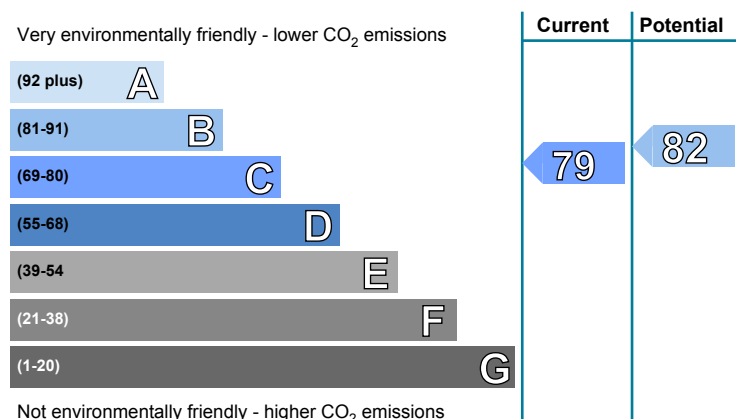 Current Potential
Very environmentally friendly - lower CO₂ emissions
(92 plus) A
(81-91) B
(69-80) C
79 82
(55-68) D
(39-54 E
(21-38) F
(1-20) G
Not environmentally friendly - higher CO₂ emissions